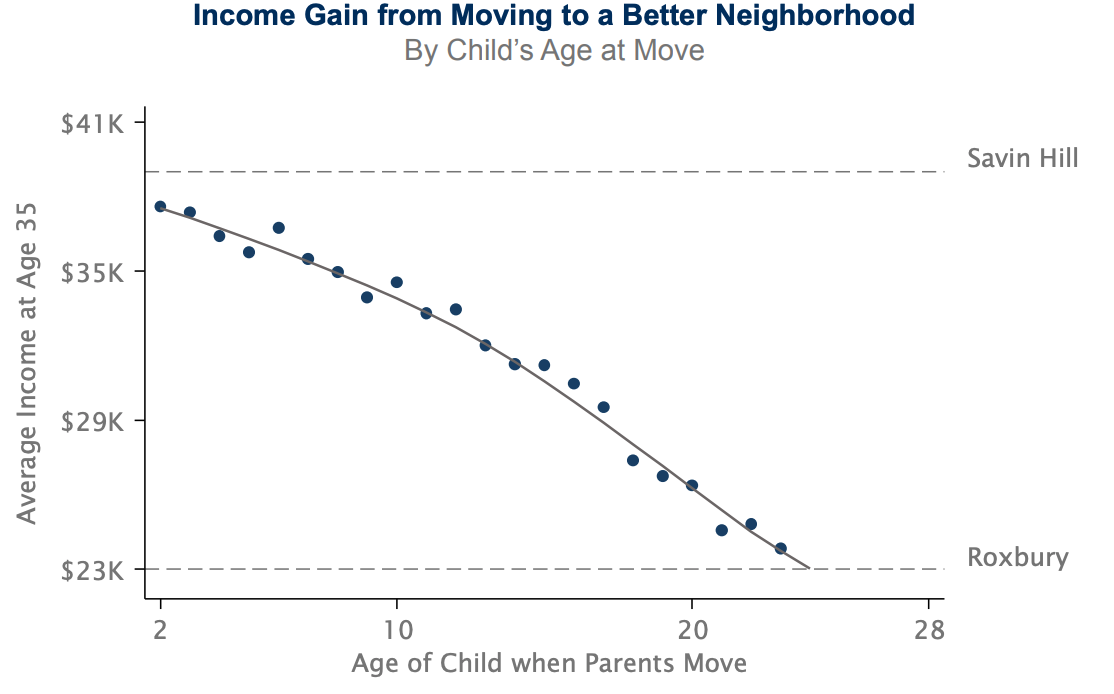 Income Gain from Moving to a Better Neighborhood
By Child’s Age at Move
$41K
$35K
$29K
$23K
Average Income at Age 35
Savin Hill
Roxbury
2
10
20
28
Age of Child when Parents Move